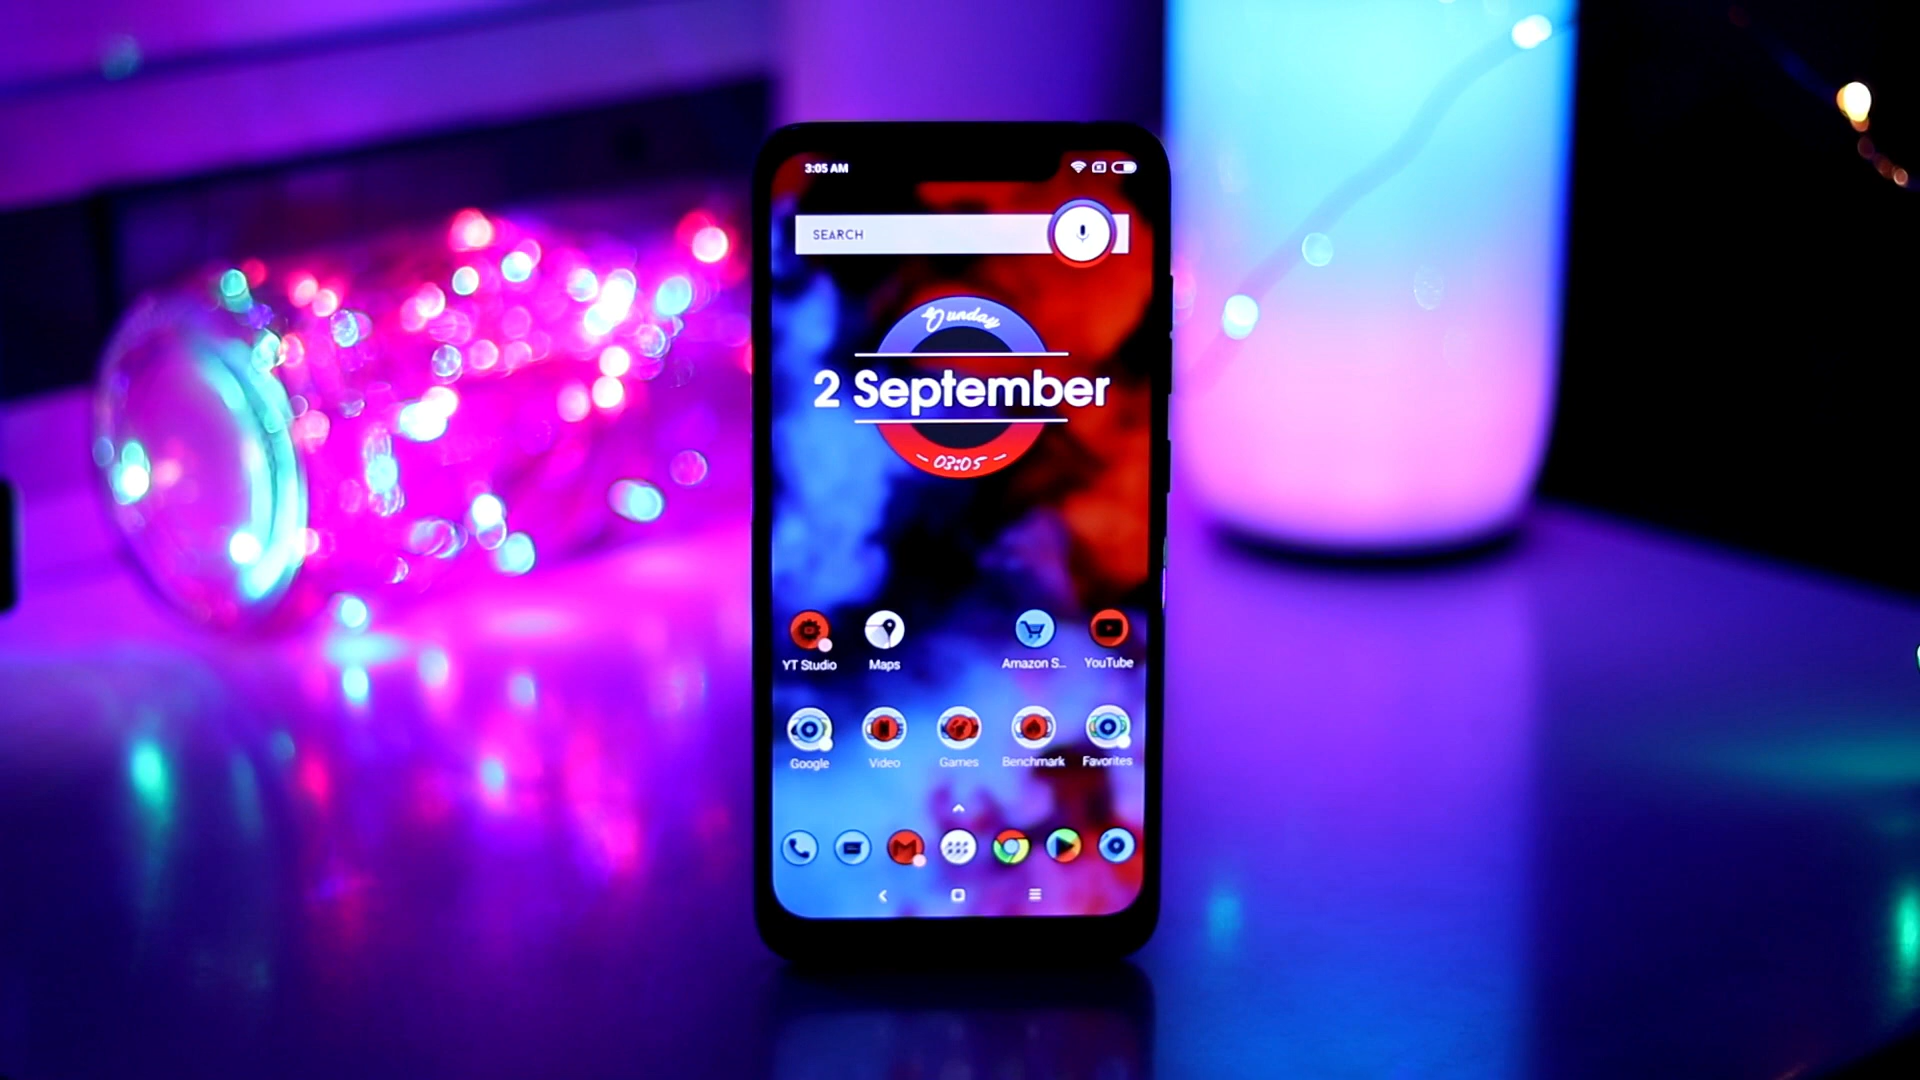 3:05 AM
SEARCH
Sunday
2 September
- 03:05 -
YT Studio
Maps
Amazon S...
YouTube
Google
Video
Games
Benchmark
Favorites